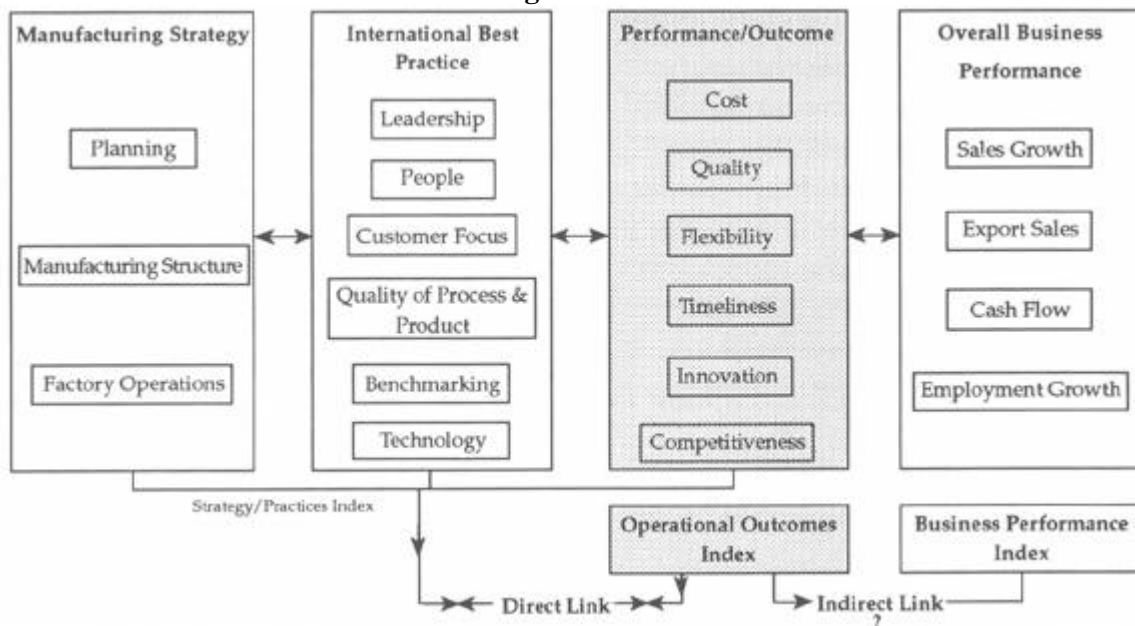 Manufacturing Strategy
Planning
Manufacturing Structure
Factory Operations
International Best
Practice
Leadership
People
Customer Focus
Quality of Process &
Product
Benchmarking
Technology
Performance/Outcome
Cost
Quality
Flexibility
Timeliness
Innovation
Competitiveness
Overall Business
Performance
Sales Growth
Export Sales
Cash Flow
Employment Growth
Strategy/Practices Index
Operational Outcomes
Index
Business Performance
Index
Direct Link
Indirect Link
?